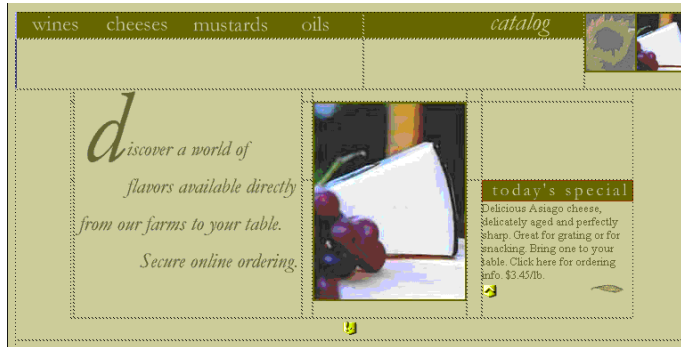 wines cheeses mustards oils catalog
discover a world of
flavors available directly
from our farms to your table.
Secure online ordering.
today's special
Delicious Asiago cheese,
delicately aged and perfectly
sharp. Great for grating or for
snacking. Bring one to your
table. Click here for ordering
info. $3.45/lb.